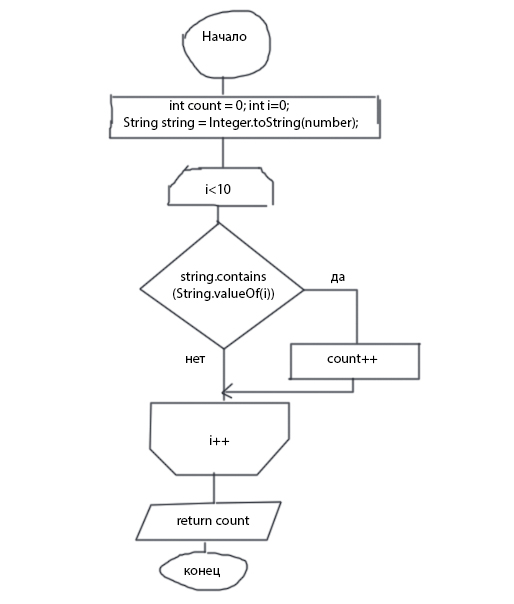 Начало
int count = 0; int i=0;
String string = Integer.toString(number);
i<10
string.contains
(String.valueOf(i))
да
нет
count++
i++
return count
конец